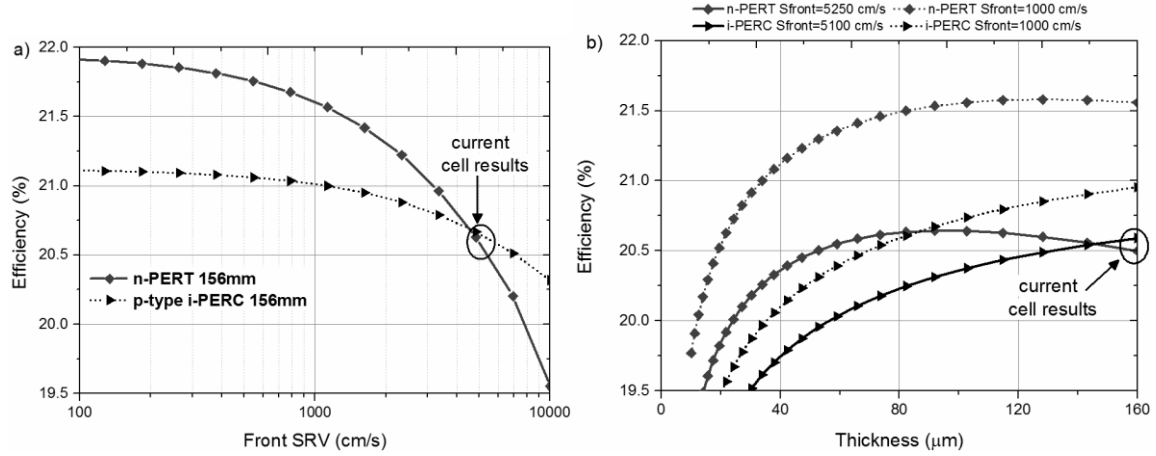 a)
22.0
21.5
21.0
20.5
20.0
19.5
Efficiency (%)
current
cell results
n-PERT 156mm
p-type i-PERC 156mm
100
1000
10000
Front SRV (cm/s)
n-PERT Sfront=5250 cm/s
n-PERT Sfront=1000 cm/s
i-PERC Sfront=5100 cm/s
i-PERC Sfront=1000 cm/s
b)
22.0
21.5
21.0
20.5
20.0
19.5
Efficiency (%)
current
cell results
0
40
80
120
160
Thickness (μm)